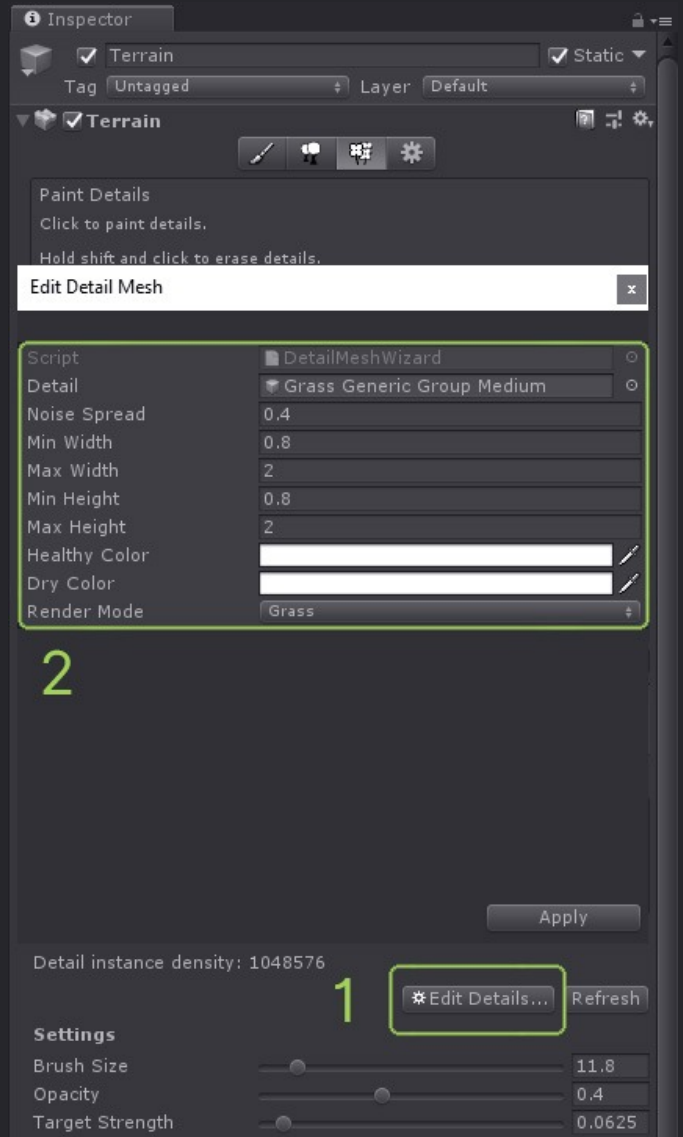 Inspector
Terrain Static
Tag Untagged Layer Default
Terrain
Paint Details
Click to paint details.
Hold shift and click to erase details.
Edit Detail Mesh x
Script DetailMeshWizard
Detail Grass Generic Group Medium
Noise Spread 0.4
Min Width 0.8
Max Width 2
Min Height 0.8
Max Height 2
Healthy Color
Dry Color
Render Mode Grass
2
Apply
Detail instance density: 1048576
1 Edit Details... Refresh
Settings
Brush Size 11.8
Opacity 0.4
Target Strength 0.0625